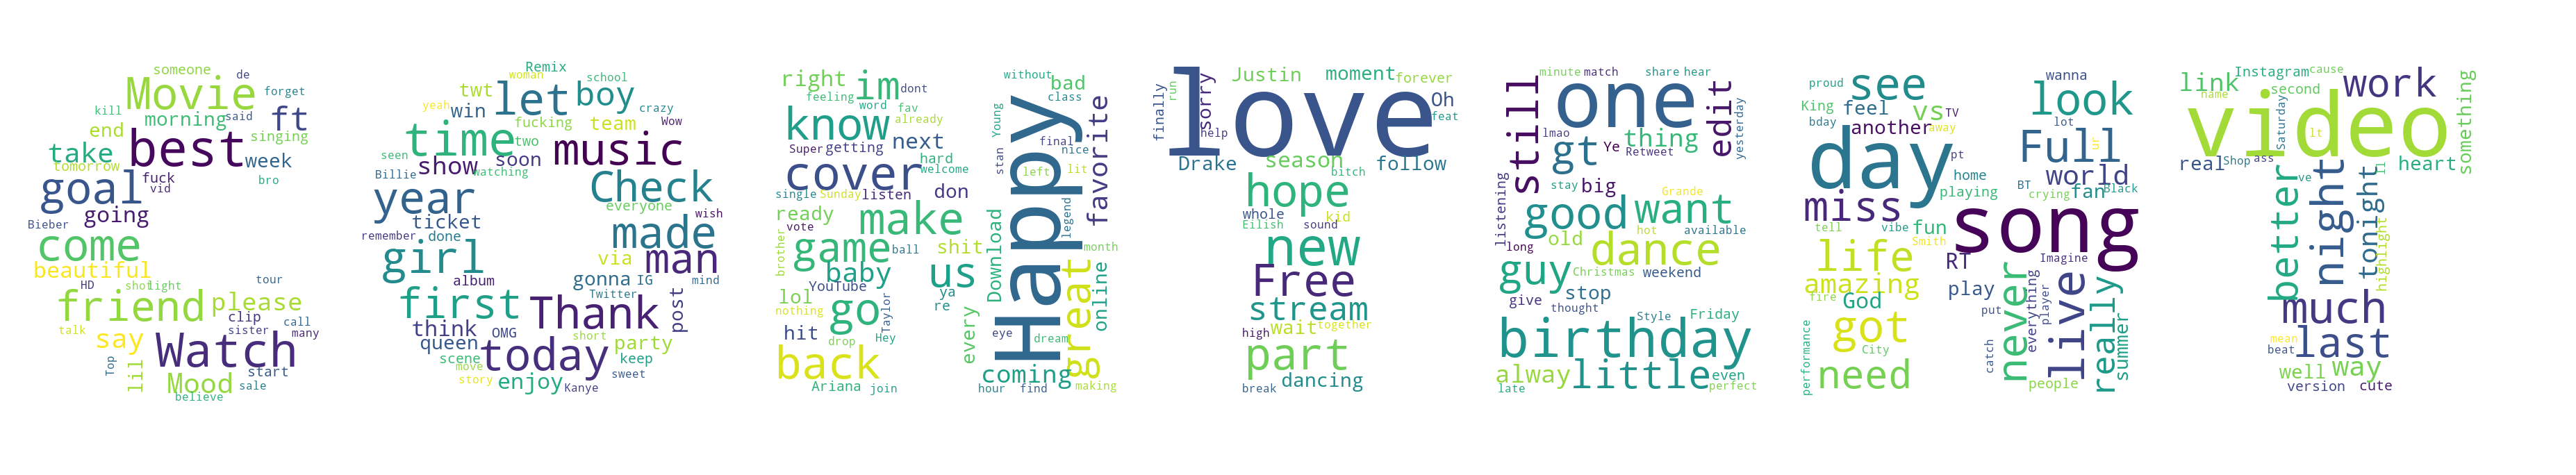 someone
de
Movie
forget
kill
ft
morning
said
end
singing
best
take
week
tomorrow
fuck
bro
vid
goal
going
Bieber
come
beautiful
tour
HD
shot
light
friend
please
clip
call
talk
sister
many
say
Watch
Top
lil
start
Mood
sale
believe
Remix
woman
school
twt
let
boy
crazy
yeah
win
fucking
team
Wow
time
two
music
seen
show
soon
watching
Billie
Check
year
everyone
wish
ticket
made
remember
done
via
man
girl
gonna
IG
album
mind
Twitter
first
Thank
post
think
OMG
short
queen
party
scene
today
keep
move
sweet
story
enjoy
Kanye
right
im
dont
without
bad
feeling
word
fav
class
know
already
Young
favorite
Super
getting
next
final
nice
stan
hard
lit
cover
welcome
left
single
Sunday
listen
don
Happy
ready
make
legend
vote
Download
game
ball
shit
month
brother
baby
us
great
online
YouTube
lol
ya
nothing
re
Taylor
go
every
hit
Hey
eye
drop
dream
back
coming
Ariana
join
hour
find
making
love
Justin
moment
forever
finally
run
sorry
Oh
feat
help
Drake
season
follow
bitch
hope
whole
kid
Eilish
sound
new
Free
stream
high
wait
together
part
break
dancing
minute
match
share
hear
still
one
edit
yesterday
lmao
Ye
thing
gt
Retweet
stay
big
Grande
listening
good
want
hot
available
long
old
dance
guy
Christmas
weekend
give
stop
thought
Style
Friday
birthday
alway
little
even
late
perfect
proud
see
wanna
look
King
feel
vs
TV
lot
bday
another
away
Full
ur
day
pt
world
home
BT
fan
Black
miss
playing
crying
tell
vibe
fun
song
Smith
life
RT
Imagine
amazing
never
everything
live
really
fire
God
play
player
got
put
summer
performance
City
catch
need
people
link
Instagram
cause
work
something
name
second
video
Saturday
lt
real
Shop
ass
heart
better
ve
night
tonight
ll
highlight
much
mean
beat
last
well
way
version
cute